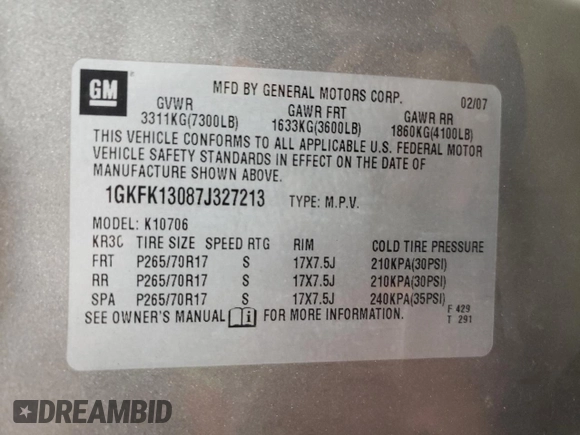 GM
MFD BY GENERAL MOTORS CORP. 02/07
GVWR GAWR FRT GAWR RR
3311KG(7300LB) 1633KG(3600LB) 1860KG(4100LB)
THIS VEHICLE CONFORMS TO ALL APPLICABLE U.S. FEDERAL MOTOR
VEHICLE SAFETY STANDARDS IN EFFECT ON THE DATE OF
MANUFACTURE SHOWN ABOVE.
1GKFK13087J327213 TYPE: M.P.V.
MODEL: K10706
KR3C TIRE SIZE SPEED RTG RIM COLD TIRE PRESSURE
FRT P265/70R17 S 17X7.5J 210KPA(30PSI)
RR P265/70R17 S 17X7.5J 210KPA(30PSI)
SPA P265/70R17 S 17X7.5J 240KPA(35PSI)
SEE OWNER'S MANUAL i FOR MORE INFORMATION.
F 429
T 291
DREAMBID